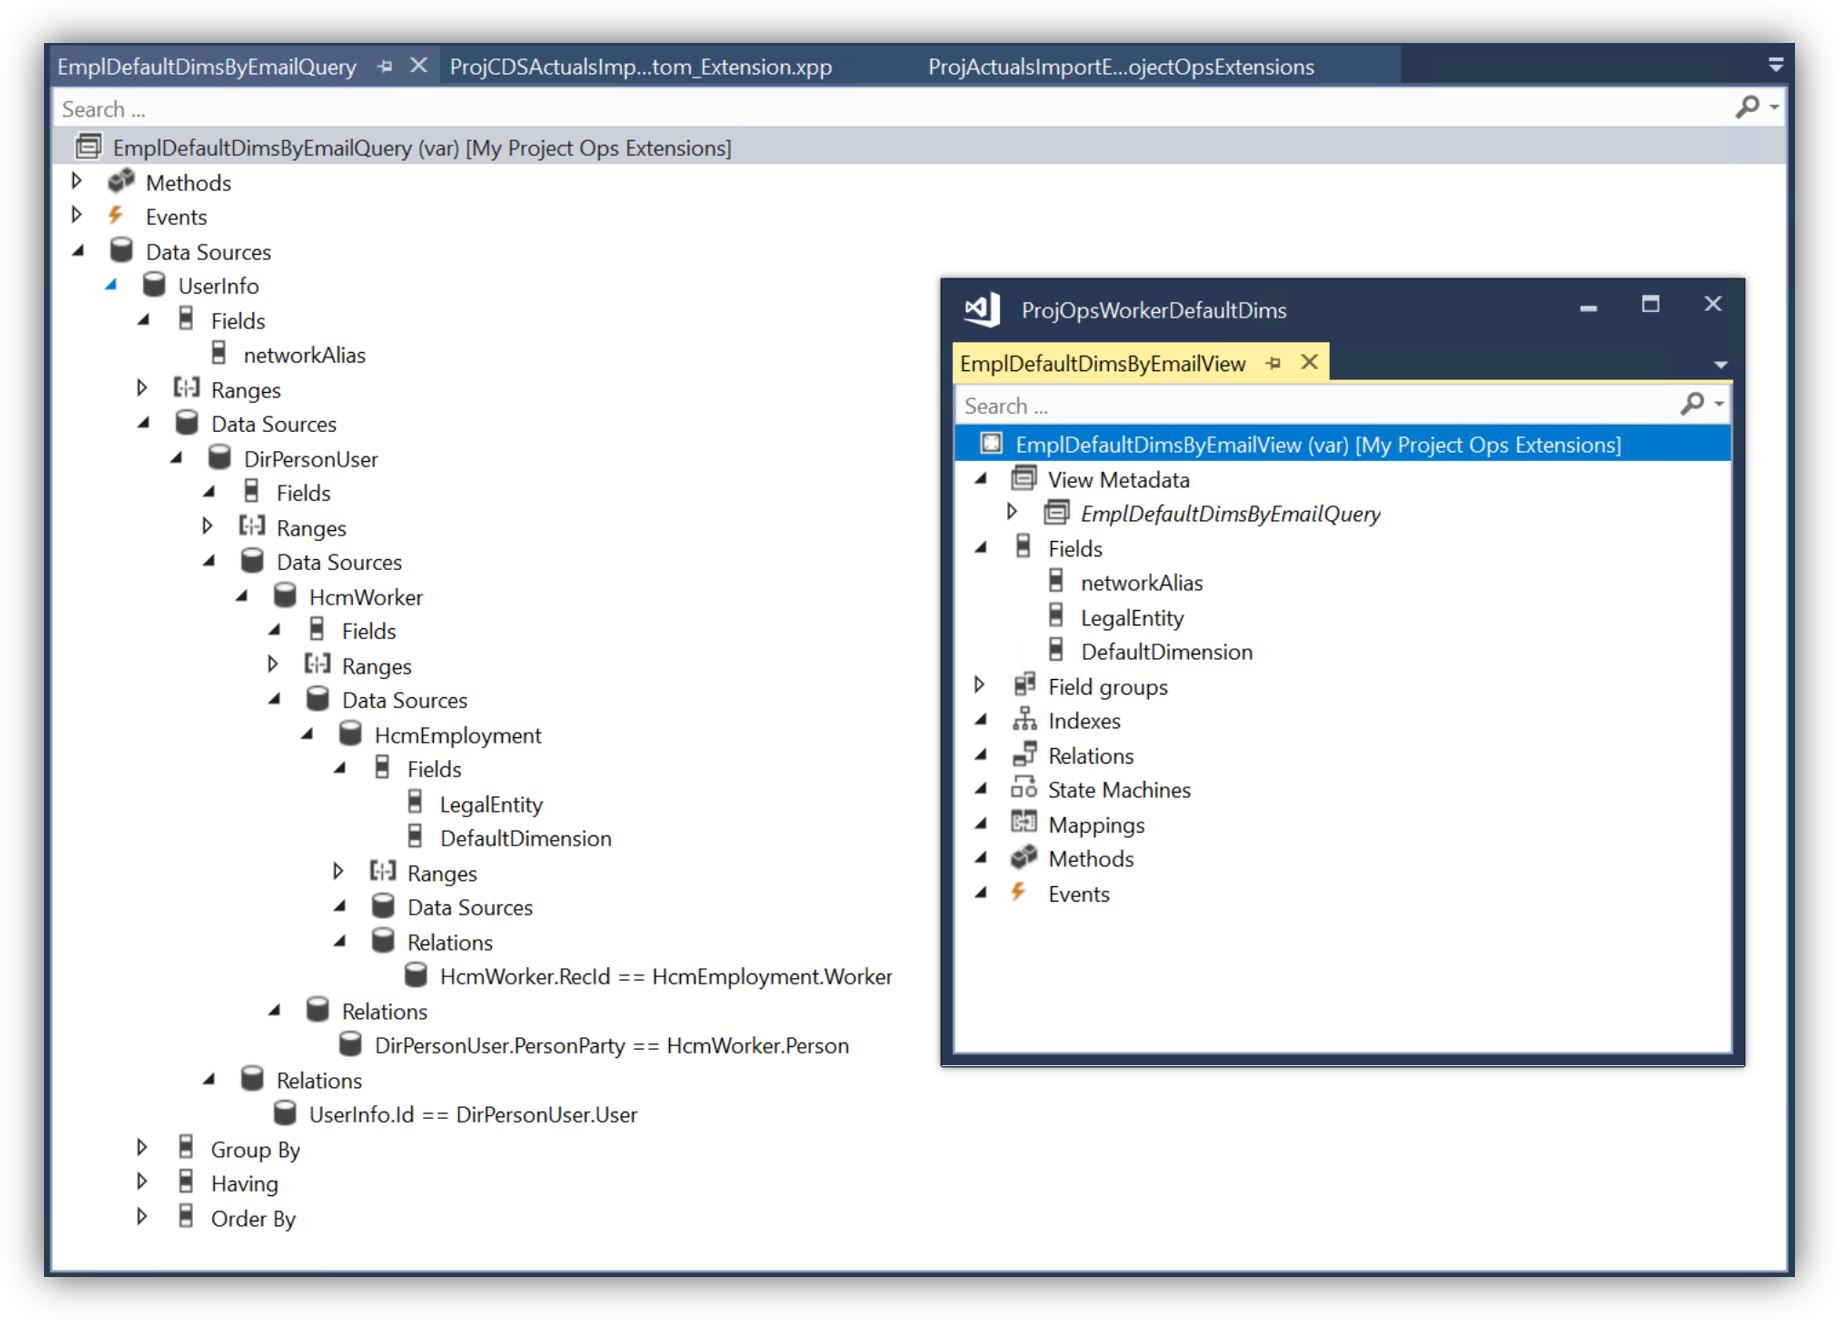 EmplDefaultDimsByEmailQuery
ProjCDSActualsImp...tom_Extension.xpp
ProjActualsImportE...ojectOpsExtensions
Search ...
EmplDefaultDimsByEmailQuery (var) [My Project Ops Extensions]
Methods
Events
Data Sources
UserInfo
Fields
networkAlias
Ranges
Data Sources
DirPersonUser
Fields
Ranges
Data Sources
HcmWorker
Fields
Ranges
Data Sources
HcmEmployment
Fields
LegalEntity
DefaultDimension
Ranges
Data Sources
Relations
HcmWorker.RecId == HcmEmployment.Worker
Relations
DirPersonUser.PersonParty == HcmWorker.Person
Relations
UserInfo.Id == DirPersonUser.User
Group By
Having
Order By
ProjOpsWorkerDefaultDims
EmplDefaultDimsByEmailView
Search ...
EmplDefaultDimsByEmailView (var) [My Project Ops Extensions]
View Metadata
EmplDefaultDimsByEmailQuery
Fields
networkAlias
LegalEntity
DefaultDimension
Field groups
Indexes
Relations
State Machines
Mappings
Methods
Events